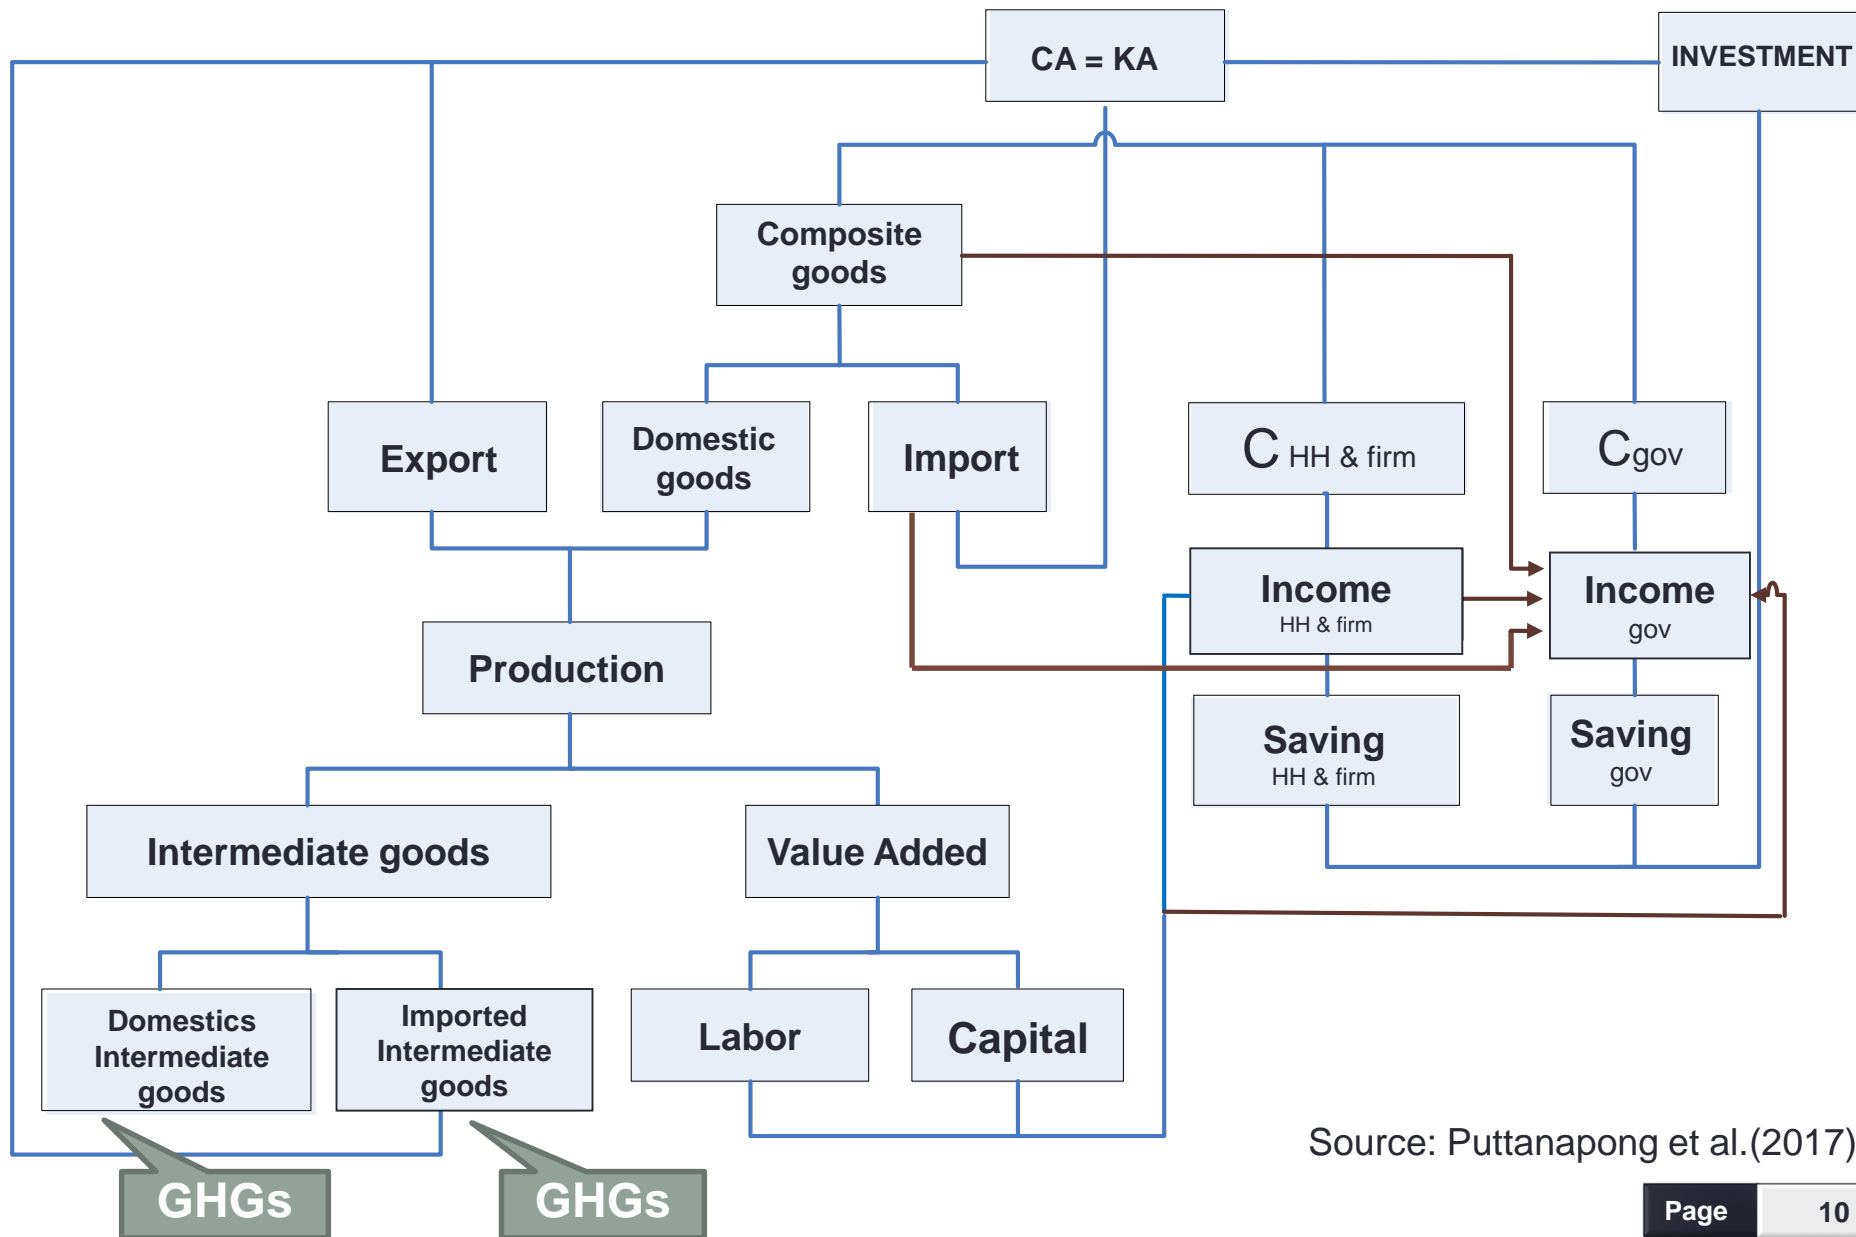 CA = KA
INVESTMENT
Composite
goods
Export
Domestic
goods
Import
C HH & firm
Cgov
Income
HH & firm
Income
gov
Production
Saving
HH & firm
Saving
gov
Intermediate goods
Value Added
Domestics
Intermediate
goods
Imported
Intermediate
goods
Labor
Capital
Source: Puttanapong et al.(2017)
GHGs
GHGs
Page 10